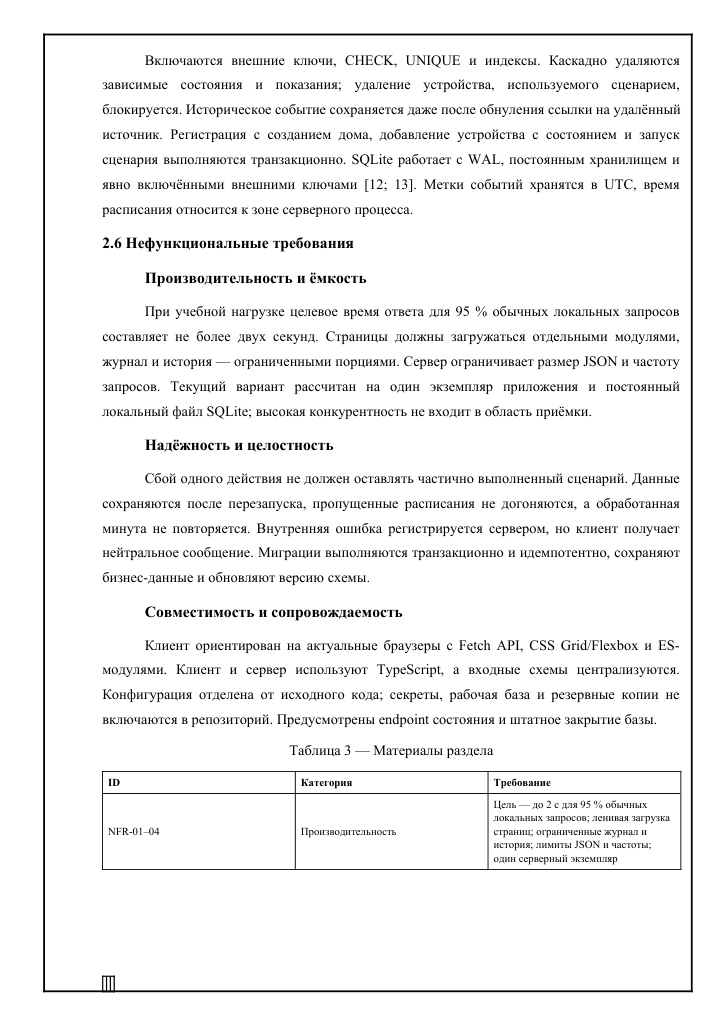 Включаются внешние ключи, CHECK, UNIQUE и индексы. Каскадно удаляются
зависимые состояния и показания; удаление устройства, используемого сценарием,
блокируется. Историческое событие сохраняется даже после обнуления ссылки на удалённый
источник. Регистрация с созданием дома, добавление устройства с состоянием и запуск
сценария выполняются транзакционно. SQLite работает с WAL, постоянным хранилищем и
явно включёнными внешними ключами [12; 13]. Метки событий хранятся в UTC, время
расписания относится к зоне серверного процесса.
2.6 Нефункциональные требования
Производительность и ёмкость
При учебной нагрузке целевое время ответа для 95 % обычных локальных запросов
составляет не более двух секунд. Страницы должны загружаться отдельными модулями,
журнал и история — ограниченными порциями. Сервер ограничивает размер JSON и частоту
запросов. Текущий вариант рассчитан на один экземпляр приложения и постоянный
локальный файл SQLite; высокая конкурентность не входит в область приёмки.
Надёжность и целостность
Сбой одного действия не должен оставлять частично выполненный сценарий. Данные
сохраняются после перезапуска, пропущенные расписания не догоняются, а обработанная
минута не повторяется. Внутренняя ошибка регистрируется сервером, но клиент получает
нейтральное сообщение. Миграции выполняются транзакционно и идемпотентно, сохраняют
бизнес-данные и обновляют версию схемы.
Совместимость и сопровождаемость
Клиент ориентирован на актуальные браузеры с Fetch API, CSS Grid/Flexbox и ES-
модулями. Клиент и сервер используют TypeScript, а входные схемы централизуются.
Конфигурация отделена от исходного кода; секреты, рабочая база и резервные копии не
включаются в репозиторий. Предусмотрены endpoint состояния и штатное закрытие базы.
Таблица 3 — Материалы раздела
ID Категория Требование
NFR-01–04 Производительность Цель — до 2 с для 95 % обычных
локальных запросов; ленивая загрузка
страниц; ограниченные журнал и
история; лимиты JSON и частоты;
один серверный экземпляр